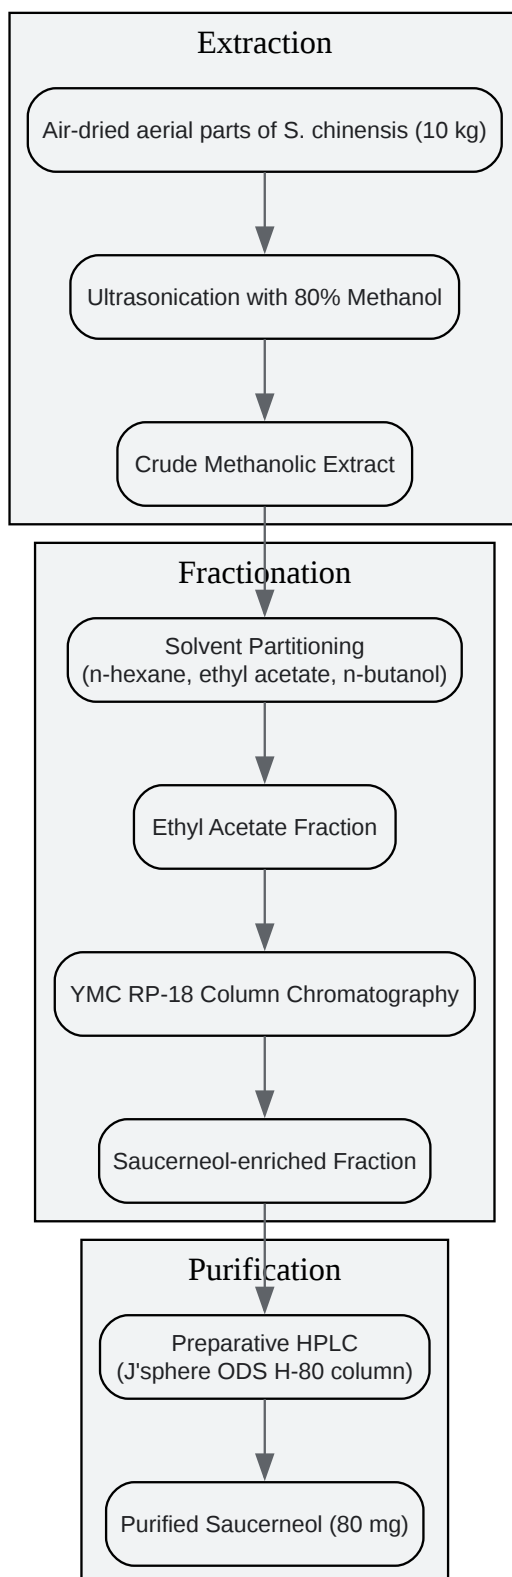 Extraction
Air-dried aerial parts of S. chinensis (10 kg)
Ultrasonication with 80% Methanol
Crude Methanolic Extract
Fractionation
Solvent Partitioning
(n-hexane, ethyl acetate, n-butanol)
Ethyl Acetate Fraction
YMC RP-18 Column Chromatography
Saucerneol-enriched Fraction
Purification
Preparative HPLC
(J'sphere ODS H-80 column)
Purified Saucerneol (80 mg)